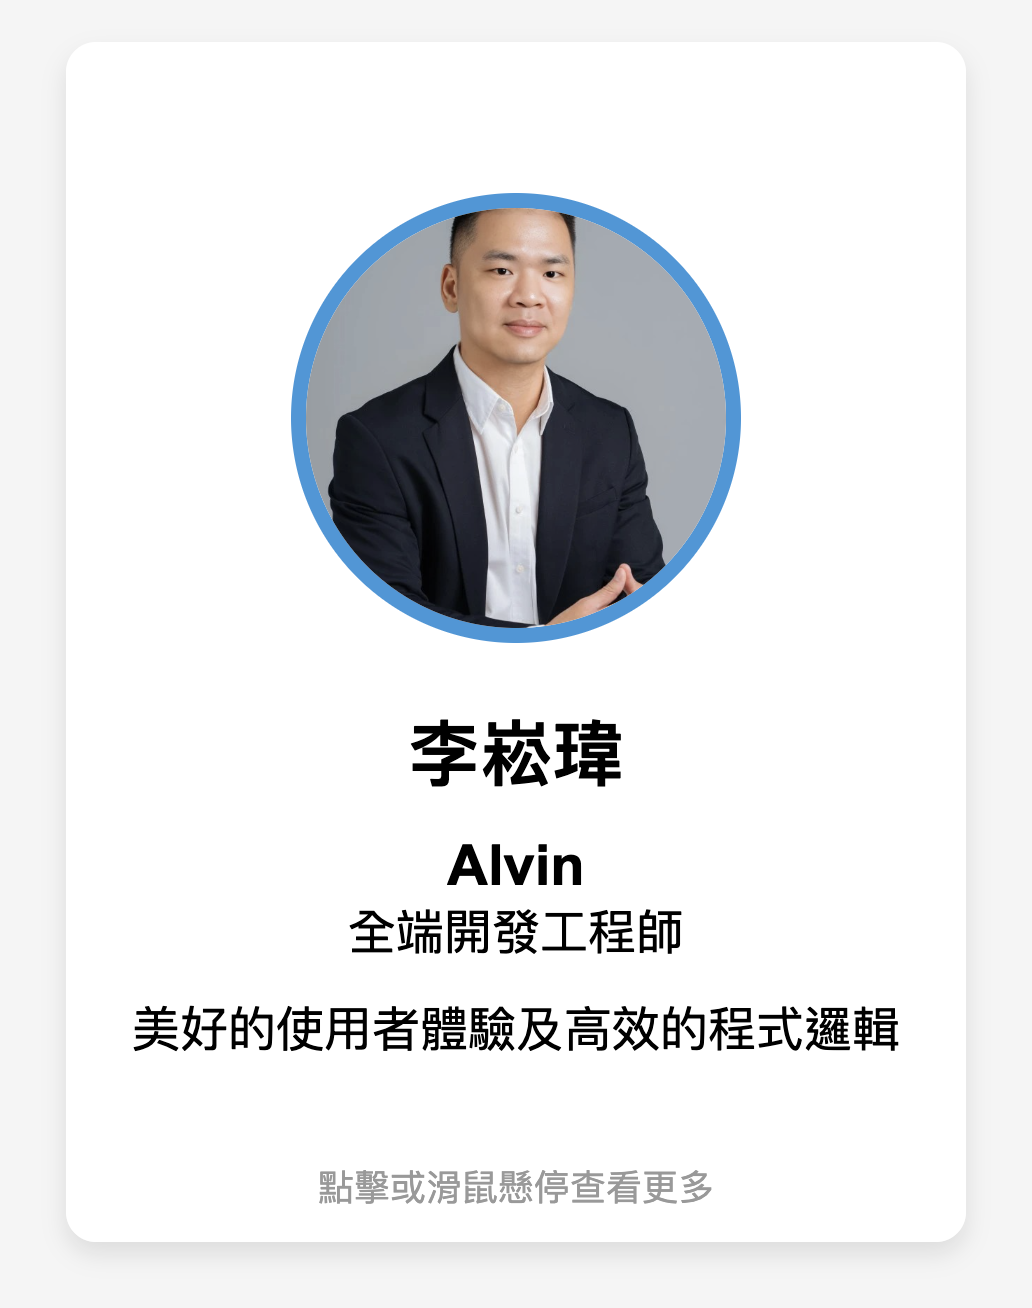 李崧瑋
Alvin
全端開發工程師
美好的使用者體驗及高效的程式邏輯
點擊或滑鼠懸停查看更多